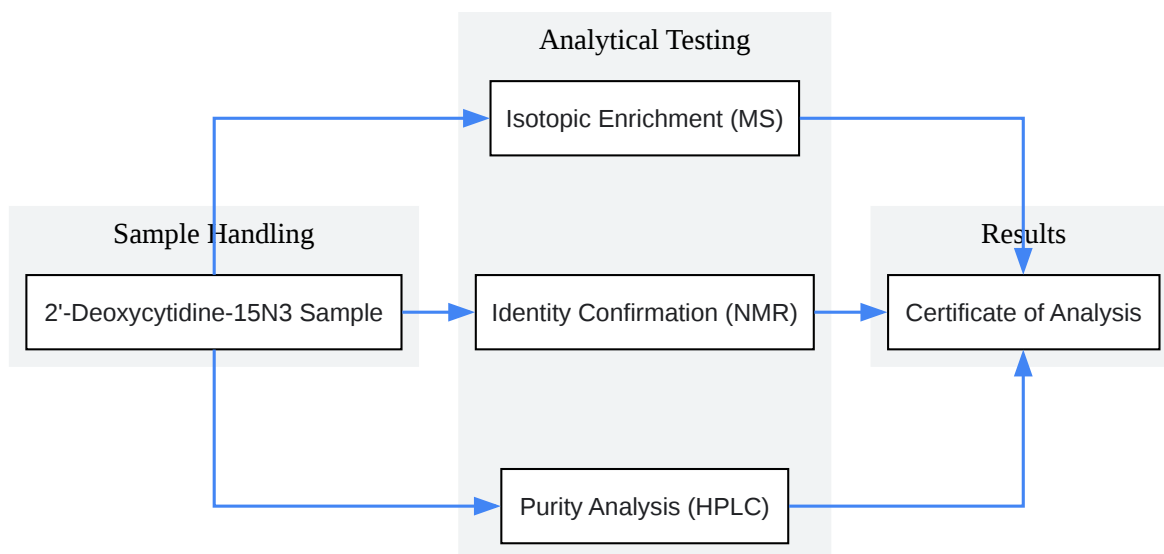 Analytical Testing
Isotopic Enrichment (MS)
Sample Handling
Results
2'-Deoxycytidine-15N3 Sample
Identity Confirmation (NMR)
Certificate of Analysis
Purity Analysis (HPLC)